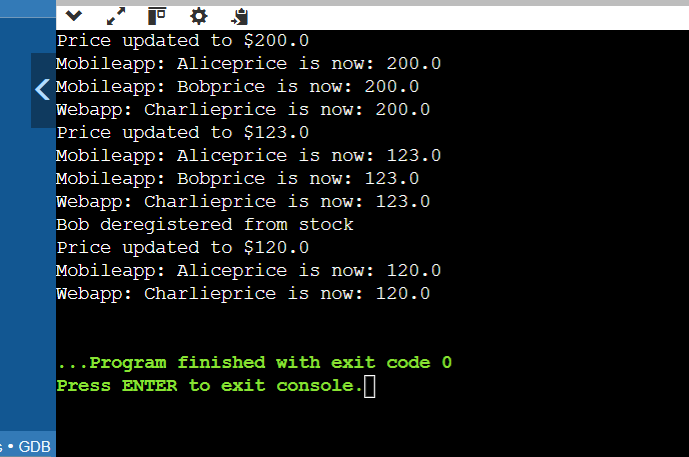 Price updated to $200.0
Mobileapp: Aliceprice is now: 200.0
Mobileapp: Bobprice is now: 200.0
Webapp: Charlieprice is now: 200.0
Price updated to $123.0
Mobileapp: Aliceprice is now: 123.0
Mobileapp: Bobprice is now: 123.0
Webapp: Charlieprice is now: 123.0
Bob deregistered from stock
Price updated to $120.0
Mobileapp: Aliceprice is now: 120.0
Webapp: Charlieprice is now: 120.0
...Program finished with exit code 0
Press ENTER to exit console.
• GDB